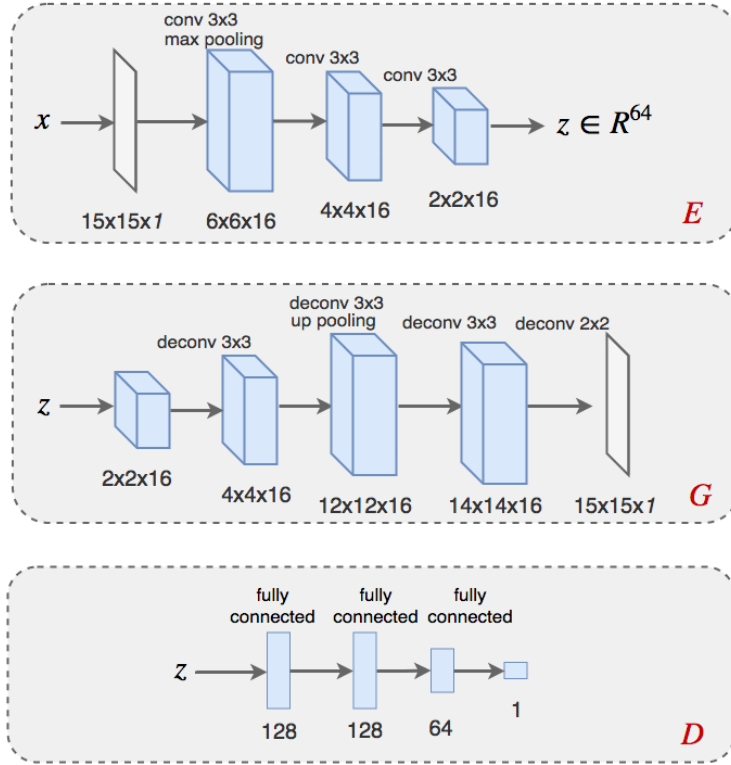 conv 3x3
max pooling
conv 3x3
conv 3x3
x
z ∈ R^64
15x15x1
6x6x16
4x4x16
2x2x16
E
deconv 3x3
deconv 3x3
up pooling
deconv 3x3
deconv 2x2
z
2x2x16
4x4x16
12x12x16
14x14x16
15x15x1
G
fully
connected
fully
connected
fully
connected
z
128
128
64
1
D